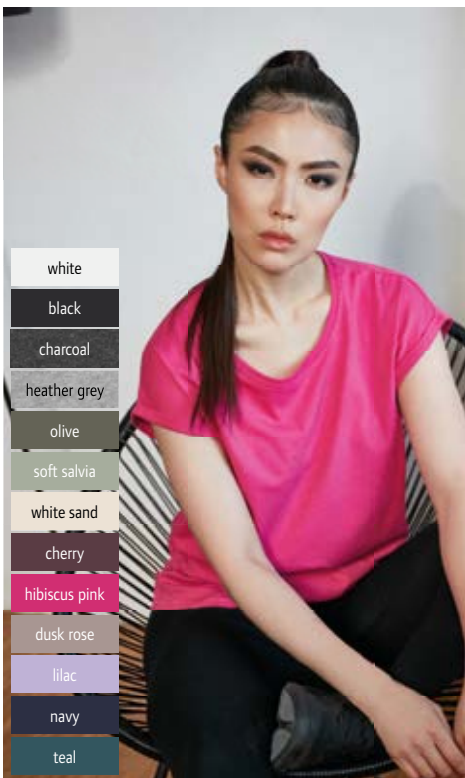 white
black
charcoal
heather grey
olive
soft salvia
white sand
cherry
hibiscus pink
dusk rose
lilac
navy
teal